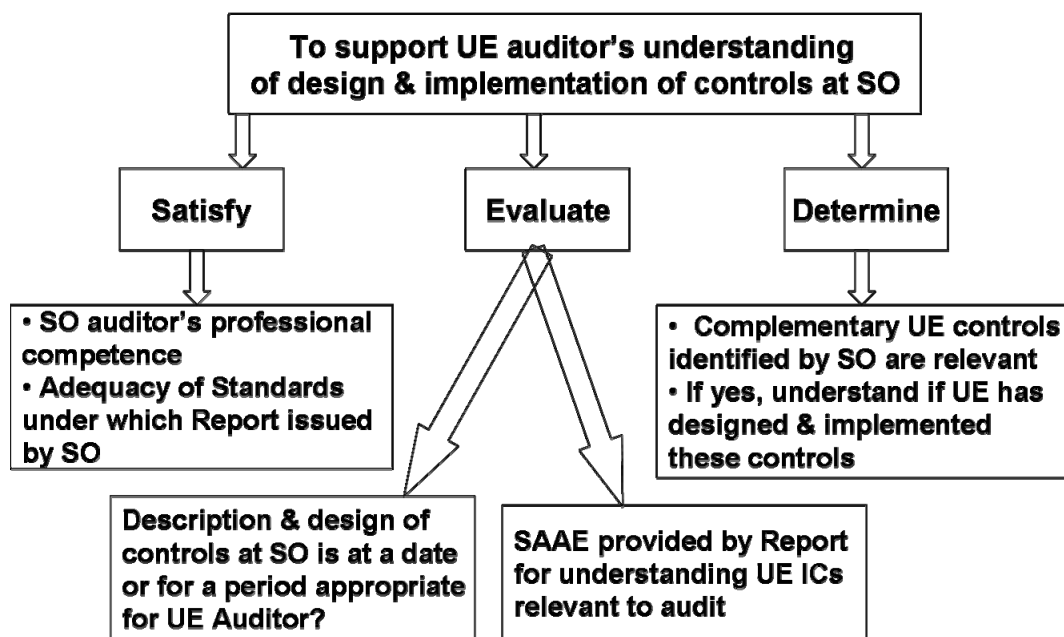 To support UE auditor's understanding
of design & implementation of controls at SO
Satisfy
Evaluate
Determine
• SO auditor's professional
competence
• Adequacy of Standards
under which Report issued
by SO
• Complementary UE controls
identified by SO are relevant
• If yes, understand if UE has
designed & implemented
these controls
Description & design of
controls at SO is at a date
or for a period appropriate
for UE Auditor?
SAAE provided by Report
for understanding UE ICs
relevant to audit